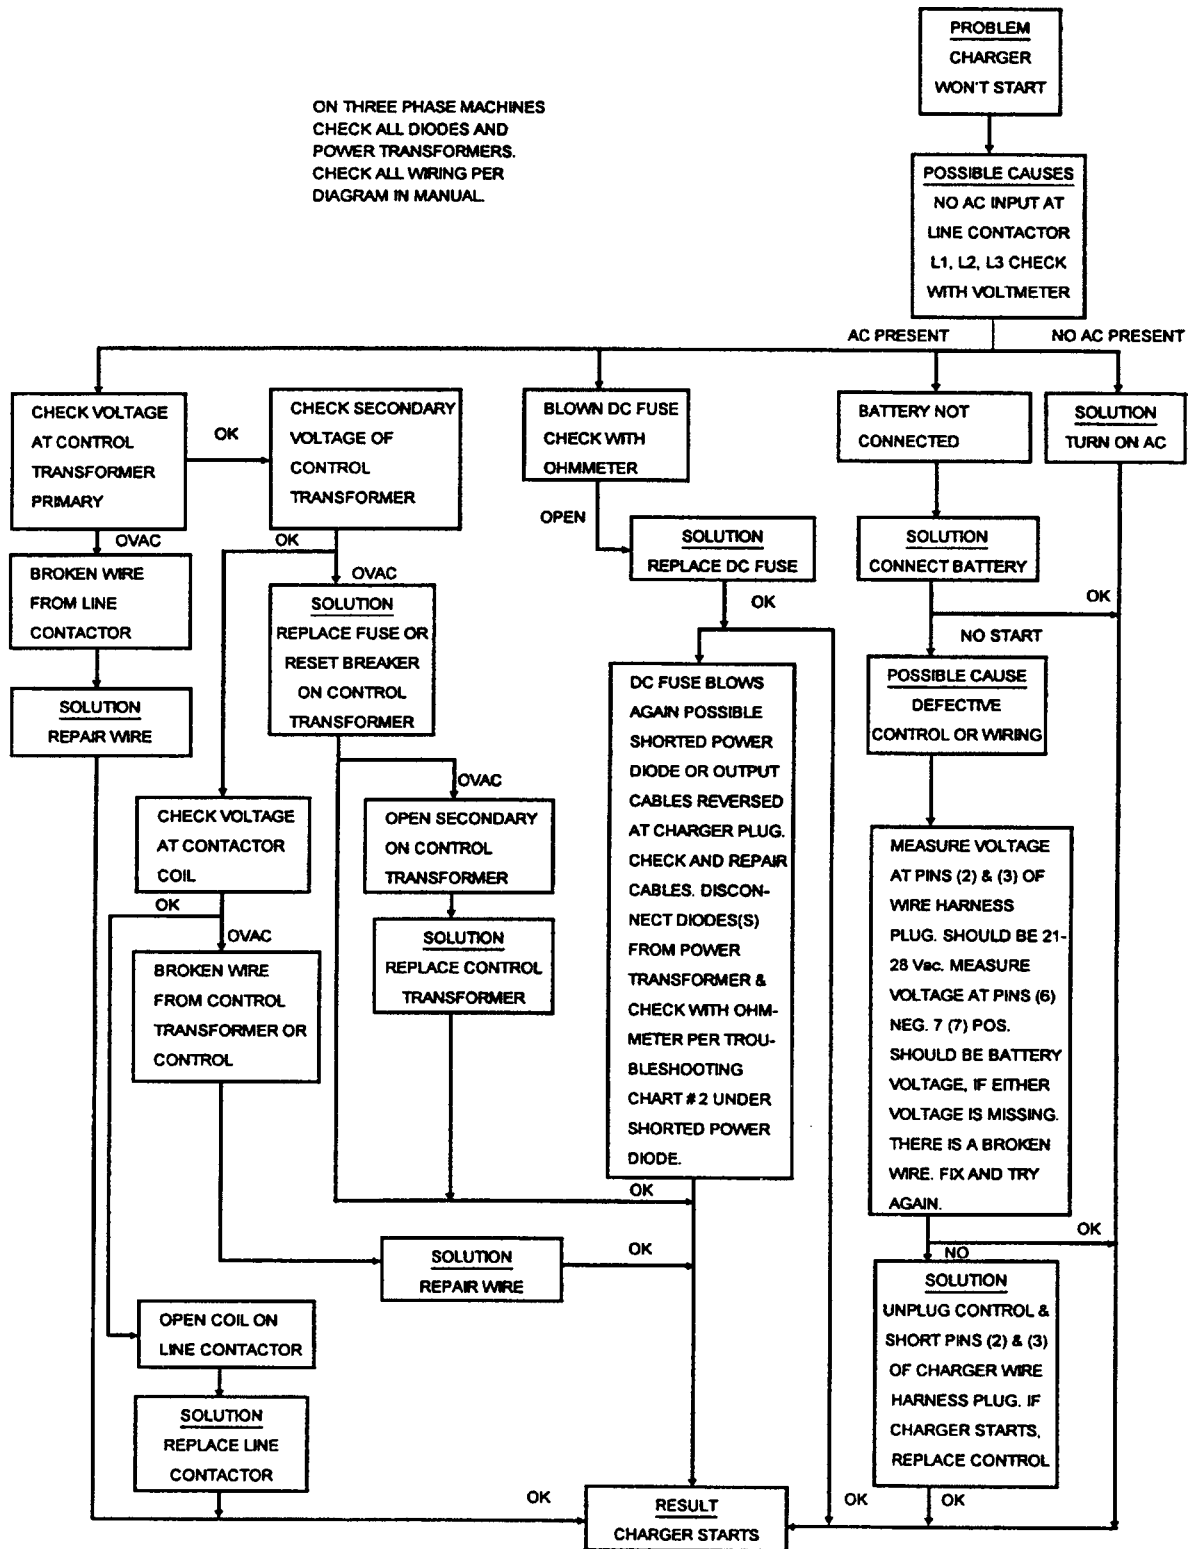 PROBLEM
CHARGER
WON'T START
ON THREE PHASE MACHINES
CHECK ALL DIODES AND
POWER TRANSFORMERS.
CHECK ALL WIRING PER
DIAGRAM IN MANUAL.
POSSIBLE CAUSES
NO AC INPUT AT
LINE CONTACTOR
L1, L2, L3 CHECK
WITH VOLTMETER
AC PRESENT
NO AC PRESENT
CHECK VOLTAGE
AT CONTROL
TRANSFORMER
PRIMARY
OK
CHECK SECONDARY
VOLTAGE OF
CONTROL
TRANSFORMER
BLOWN DC FUSE
CHECK WITH
OHMMETER
BATTERY NOT
CONNECTED
SOLUTION
TURN ON AC
OVAC
OK
OVAC
OPEN
BROKEN WIRE
FROM LINE
CONTACTOR
SOLUTION
REPLACE FUSE OR
RESET BREAKER
ON CONTROL
TRANSFORMER
SOLUTION
REPLACE DC FUSE
OK
SOLUTION
CONNECT BATTERY
OK
NO START
SOLUTION
REPAIR WIRE
DC FUSE BLOWS
AGAIN POSSIBLE
SHORTED POWER
DIODE OR OUTPUT
CABLES REVERSED
AT CHARGER PLUG.
CHECK AND REPAIR
CABLES. DISCON-
NECT DIODES(S)
FROM POWER
TRANSFORMER &
CHECK WITH OHM-
METER PER TROU-
BLESHOOTING
CHART #2 UNDER
SHORTED POWER
DIODE.
POSSIBLE CAUSE
DEFECTIVE
CONTROL OR WIRING
OVAC
CHECK VOLTAGE
AT CONTACTOR
COIL
OPEN SECONDARY
ON CONTROL
TRANSFORMER
MEASURE VOLTAGE
AT PINS (2) & (3) OF
WIRE HARNESS
PLUG. SHOULD BE 21-
28 Vac. MEASURE
VOLTAGE AT PINS (6)
NEG. 7 (7) POS.
SHOULD BE BATTERY
VOLTAGE, IF EITHER
VOLTAGE IS MISSING.
THERE IS A BROKEN
WIRE. FIX AND TRY
AGAIN.
OK
OVAC
SOLUTION
REPLACE CONTROL
TRANSFORMER
BROKEN WIRE
FROM CONTROL
TRANSFORMER OR
CONTROL
OK
OK
NO
SOLUTION
REPAIR WIRE
OK
SOLUTION
UNPLUG CONTROL &
SHORT PINS (2) & (3)
OF CHARGER WIRE
HARNESS PLUG. IF
CHARGER STARTS,
REPLACE CONTROL
OPEN COIL ON
LINE CONTACTOR
SOLUTION
REPLACE LINE
CONTACTOR
OK
OK
OK
RESULT
CHARGER STARTS